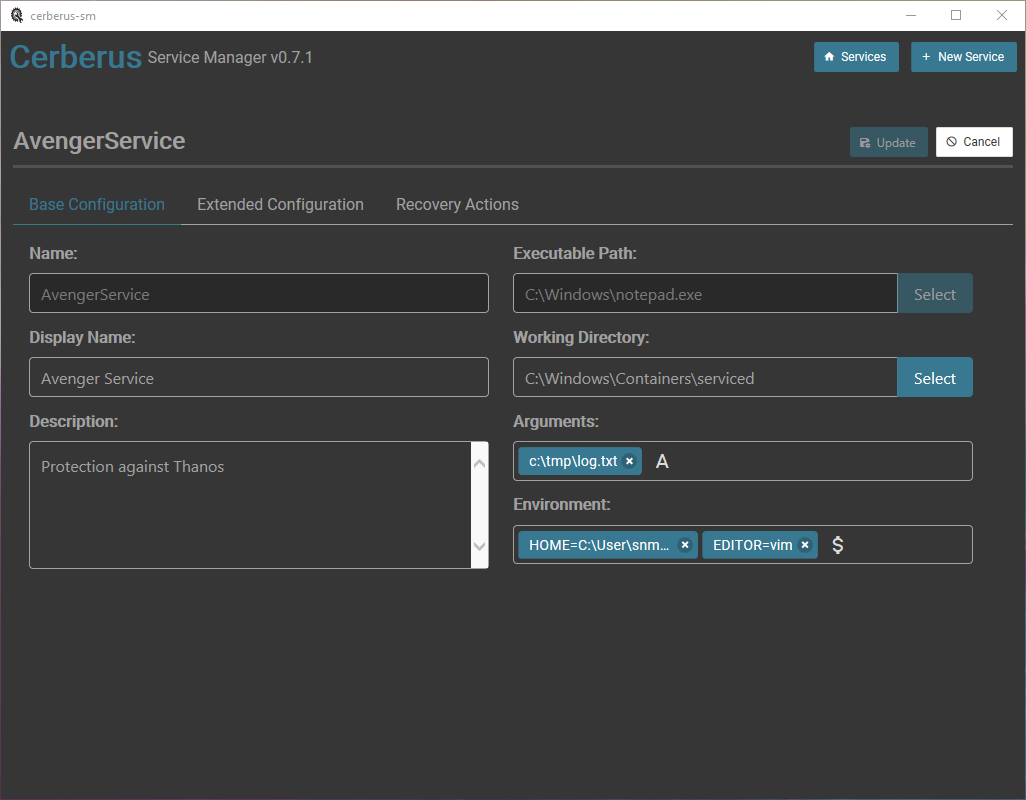 cerberus-sm
Cerberus Service Manager v0.7.1
Services
+ New Service
AvengerService
Update
Cancel
Base Configuration
Extended Configuration
Recovery Actions
Name:
AvengerService
Executable Path:
C:\Windows\notepad.exe
Select
Display Name:
Avenger Service
Working Directory:
C:\Windows\Containers\serviced
Select
Description:
Protection against Thanos
Arguments:
c:\tmp\log.txt × A
Environment:
HOME=C:\User\snm... × EDITOR=vim × $